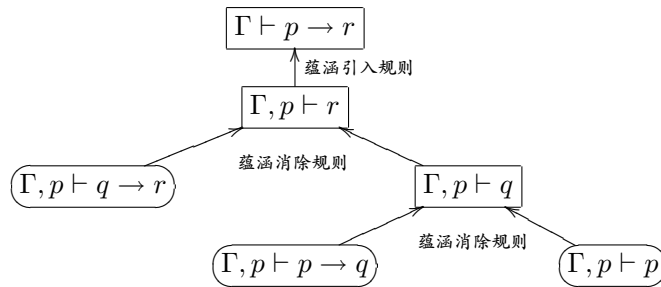 Γ ⊢ p → r
蕴涵引入规则
Γ, p ⊢ r
Γ, p ⊢ q → r
蕴涵消除规则
Γ, p ⊢ q
Γ, p ⊢ p → q
蕴涵消除规则
Γ, p ⊢ p